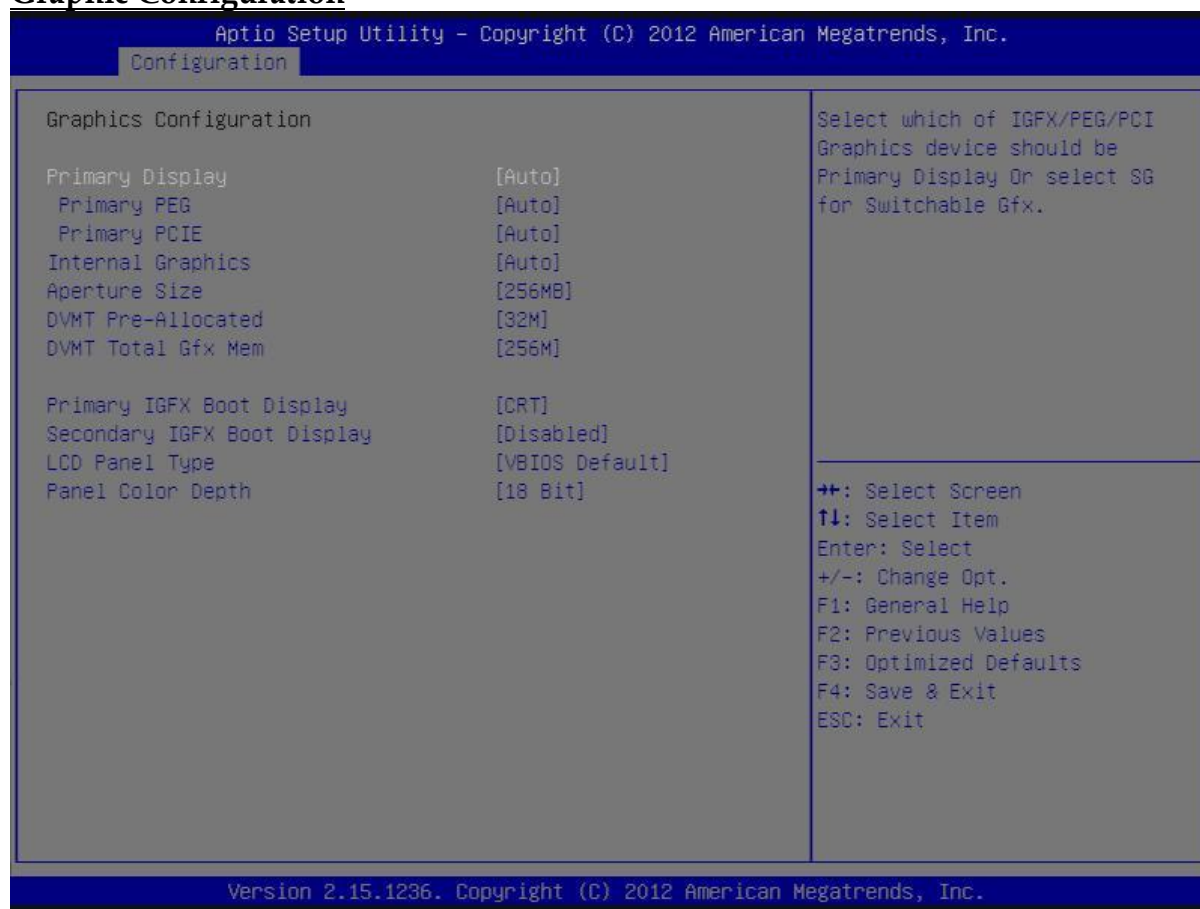 Graphic Configuration
Aptio Setup Utility – Copyright (C) 2012 American Megatrends, Inc.
Configuration
Graphics Configuration
Primary Display [Auto]
Primary PEG [Auto]
Primary PCIE [Auto]
Internal Graphics [Auto]
Aperture Size [256MB]
DVMT Pre-Allocated [32M]
DVMT Total Gfx Mem [256M]
Primary IGFX Boot Display [CRT]
Secondary IGFX Boot Display [Disabled]
LCD Panel Type [VBIOS Default]
Panel Color Depth [18 Bit]
Select which of IGFX/PEG/PCI
Graphics device should be
Primary Display Or select SG
for Switchable Gfx.
→←: Select Screen
↑↓: Select Item
Enter: Select
+/-: Change Opt.
F1: General Help
F2: Previous Values
F3: Optimized Defaults
F4: Save & Exit
ESC: Exit
Version 2.15.1236. Copyright (C) 2012 American Megatrends, Inc.